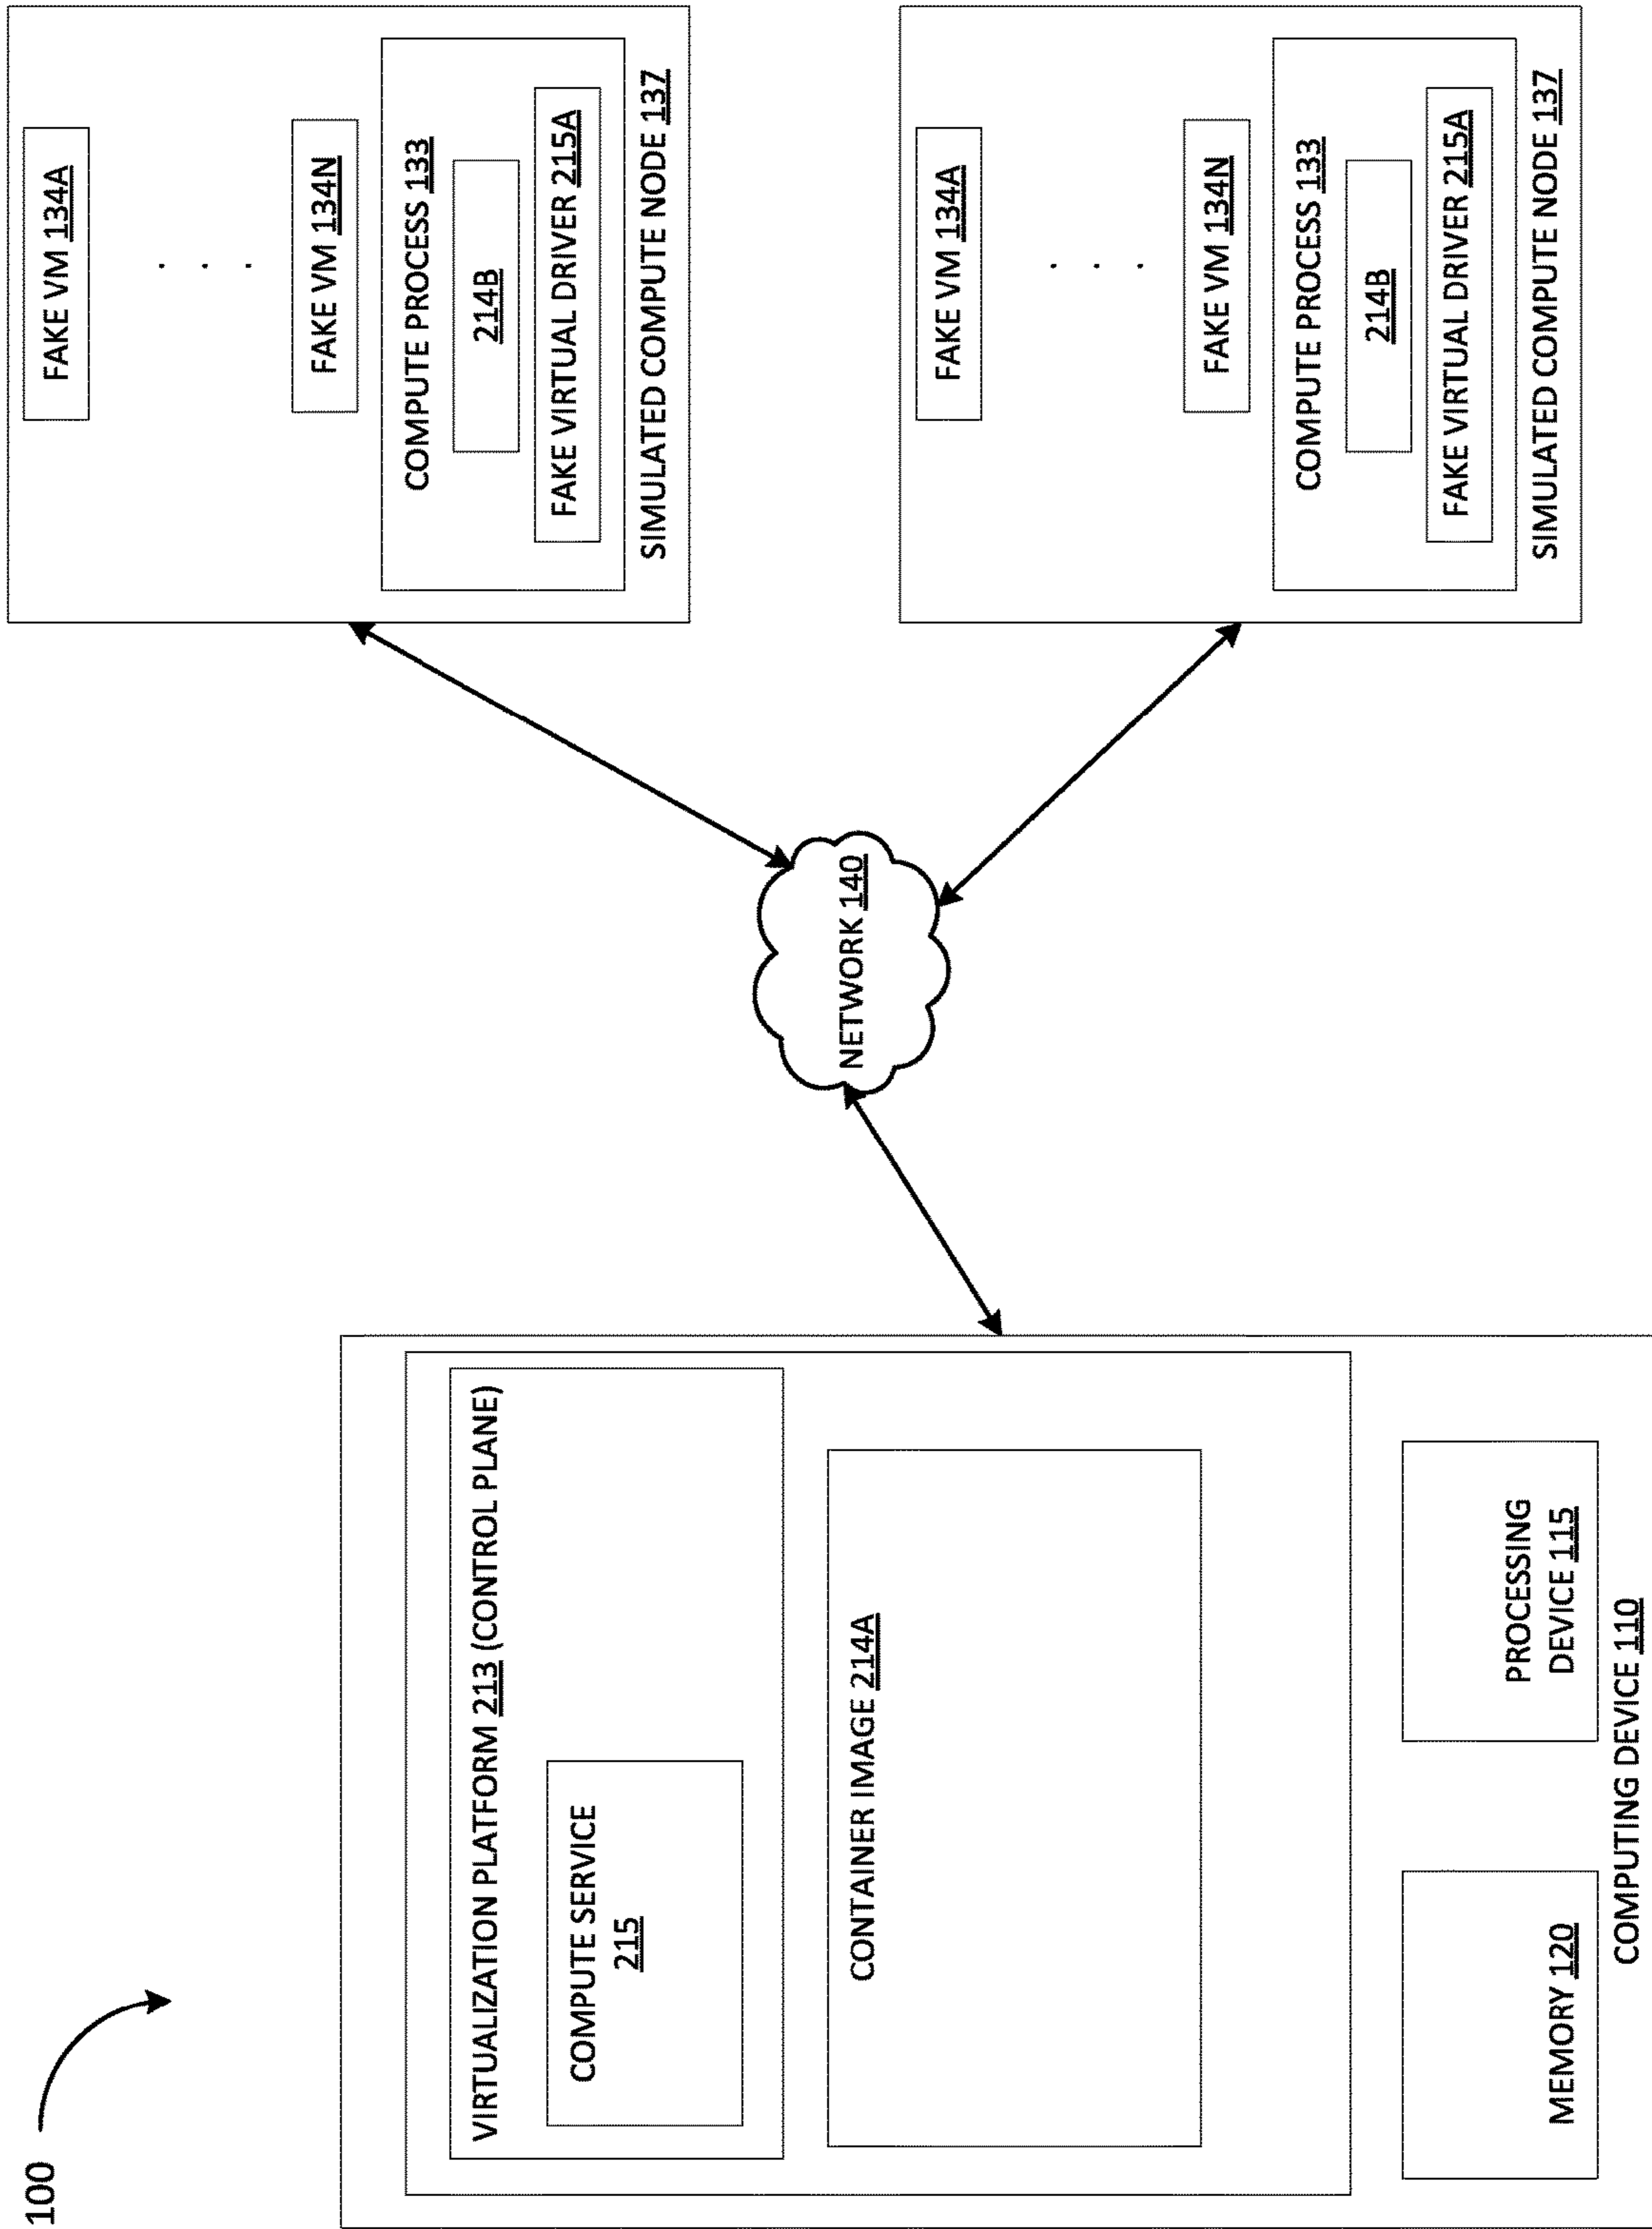 100
VIRTUALIZATION PLATFORM 213 (CONTROL PLANE)
COMPUTE SERVICE
215
CONTAINER IMAGE 214A
MEMORY 120
PROCESSING
DEVICE 115
COMPUTING DEVICE 110
NETWORK 140
FAKE VM 134A
. . .
FAKE VM 134N
COMPUTE PROCESS 133
214B
FAKE VIRTUAL DRIVER 215A
SIMULATED COMPUTE NODE 137
FAKE VM 134A
. . .
FAKE VM 134N
COMPUTE PROCESS 133
214B
FAKE VIRTUAL DRIVER 215A
SIMULATED COMPUTE NODE 137